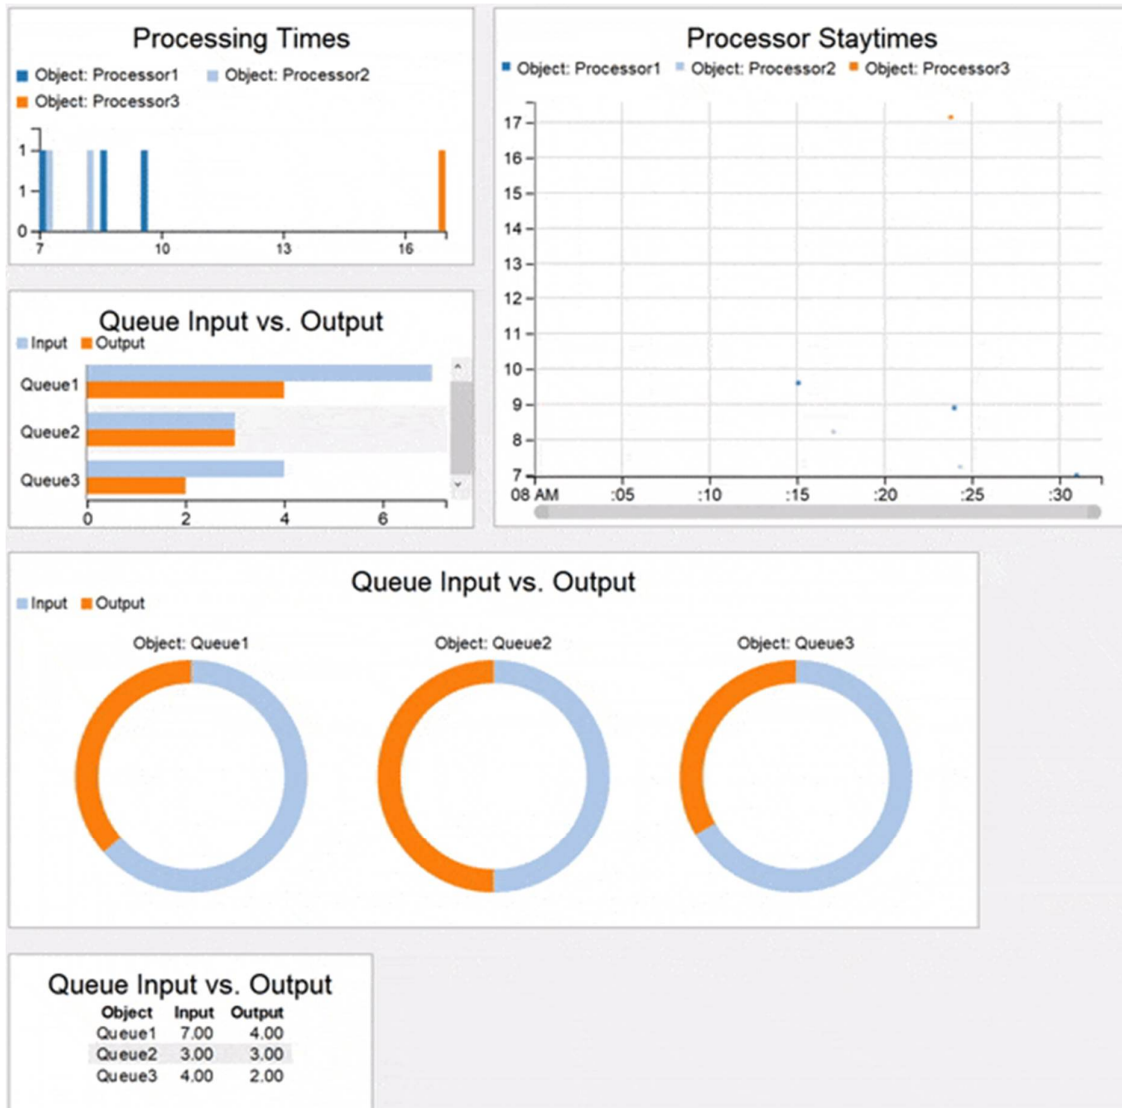 Processing Times
Object: Processor1 Object: Processor2
Object: Processor3
1
1
0
7 10 13 16
Processor Staytimes
Object: Processor1 Object: Processor2 Object: Processor3
17
16
15
14
13
12
11
10
9
8
7
08 AM :05 :10 :15 :20 :25 :30
Queue Input vs. Output
Input Output
Queue1
Queue2
Queue3
0 2 4 6
Queue Input vs. Output
Input Output
Object: Queue1 Object: Queue2 Object: Queue3
Queue Input vs. Output
Object Input Output
Queue1 7.00 4.00
Queue2 3.00 3.00
Queue3 4.00 2.00